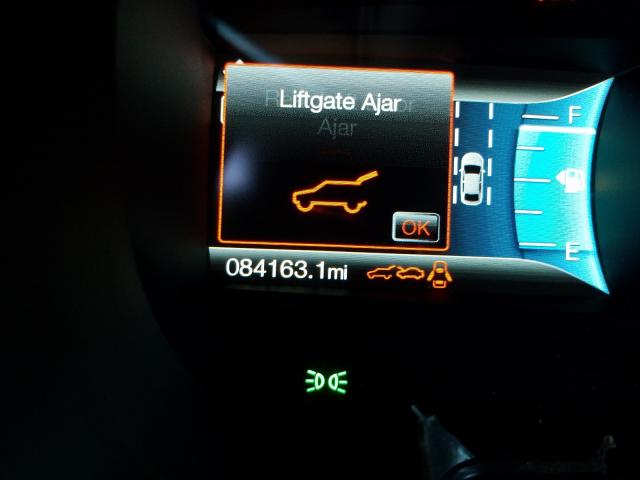 Liftgate Ajar
Ajar
OK
F
E
084163.1mi